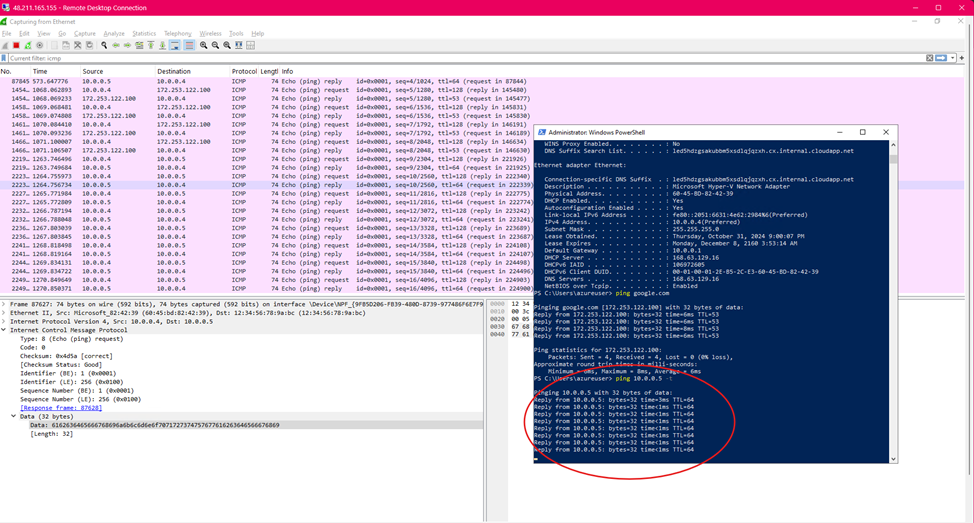 48.211.165.155 - Remote Desktop Connection
Capturing from Ethernet
File Edit View Go Capture Analyze Statistics Telephony Wireless Tools Help
Current filter: icmp
No. Time Source Destination Protocol Lengtl Info
87845 573.647776 10.0.0.5 10.0.0.4 ICMP 74 Echo (ping) reply id=0x0001, seq=4/1024, ttl=64 (request in 87844)
1454… 1068.062893 10.0.0.4 172.253.122.100 ICMP 74 Echo (ping) request id=0x0001, seq=5/1280, ttl=128 (reply in 145480)
1454… 1068.069233 172.253.122.100 10.0.0.4 ICMP 74 Echo (ping) reply id=0x0001, seq=5/1280, ttl=53 (request in 145477)
1458… 1069.068481 10.0.0.4 172.253.122.100 ICMP 74 Echo (ping) request id=0x0001, seq=6/1536, ttl=128 (reply in 145831)
1458… 1069.074808 172.253.122.100 10.0.0.4 ICMP 74 Echo (ping) reply id=0x0001, seq=6/1536, ttl=53
1461… 1070.084410 10.0.0.4 172.253.122.100 ICMP 74 Echo (ping) request id=0x0001, seq=7/1792, ttl=128 (reply in 146191)
1461… 1070.093236 172.253.122.100 10.0.0.4 ICMP 74 Echo (ping) reply id=0x0001, seq=7/1792, ttl=53 (request in 146189)
1466… 1071.100007 10.0.0.4 172.253.122.100 ICMP 74 Echo (ping) request id=0x0001, seq=8/2048, ttl=128 (reply in 146634)
1466… 1071.106507 172.253.122.100 10.0.0.4 ICMP 74 Echo (ping) reply id=0x0001, seq=8/2048, ttl=53 (request in 146630)
2219… 1263.746496 10.0.0.4 10.0.0.5 ICMP 74 Echo (ping) request id=0x0001, seq=9/2304, ttl=128 (reply in 221926)
2219… 1263.749684 10.0.0.5 10.0.0.4 ICMP 74 Echo (ping) reply id=0x0001, seq=9/2304, ttl=64 (request in 221925)
2223… 1264.755973 10.0.0.4 10.0.0.5 ICMP 74 Echo (ping) request id=0x0001, seq=10/2560, ttl=128
2223… 1264.756734 10.0.0.5 10.0.0.4 ICMP 74 Echo (ping) reply id=0x0001, seq=10/2560, ttl=64 (request in 222339)
2227… 1265.771901 10.0.0.4 10.0.0.5 ICMP 74 Echo (ping) request id=0x0001, seq=11/2816, ttl=128 (reply in 222775)
2227… 1265.772809 10.0.0.5 10.0.0.4 ICMP 74 Echo (ping) reply id=0x0001, seq=11/2816, ttl=64 (request in 222774)
2232… 1266.787194 10.0.0.4 10.0.0.5 ICMP 74 Echo (ping) request id=0x0001, seq=12/3072, ttl=128 (reply in 223242)
2232… 1266.788048 10.0.0.5 10.0.0.4 ICMP 74 Echo (ping) reply id=0x0001, seq=12/3072, ttl=64 (request in 223241)
2236… 1267.803039 10.0.0.4 10.0.0.5 ICMP 74 Echo (ping) request id=0x0001, seq=13/3328, ttl=128
2236… 1267.803845 10.0.0.5 10.0.0.4 ICMP 74 Echo (ping) reply id=0x0001, seq=13/3328, ttl=64 (request in 223687)
2241… 1268.818498 10.0.0.4 10.0.0.5 ICMP 74 Echo (ping) request id=0x0001, seq=14/3584, ttl=128 (reply in 224108)
2241… 1268.819164 10.0.0.5 10.0.0.4 ICMP 74 Echo (ping) reply id=0x0001, seq=14/3584, ttl=64 (request in 224107)
2244… 1269.834131 10.0.0.4 10.0.0.5 ICMP 74 Echo (ping) request id=0x0001, seq=15/3840, ttl=128
2244… 1269.834722 10.0.0.5 10.0.0.4 ICMP 74 Echo (ping) reply id=0x0001, seq=15/3840, ttl=64 (request in 224496)
2249… 1270.849649 10.0.0.4 10.0.0.5 ICMP 74 Echo (ping) request id=0x0001, seq=16/4096, ttl=128 (reply in 224903)
2249… 1270.850371 10.0.0.5 10.0.0.4 ICMP 74 Echo (ping) reply id=0x0001, seq=16/4096, ttl=64 (request in 224900)
Frame 87627: 74 bytes on wire (592 bits), 74 bytes captured (592 bits) on interface
Ethernet II, Src: Microsoft_82:42:39 (60:45:bd:82:42:39), Dst: 12:34:56:78:9a:bc (12:34:56:78:9a:bc)
Internet Protocol Version 4, Src: 10.0.0.4, Dst: 10.0.0.5
Internet Control Message Protocol
Type: 8 (Echo (ping) request)
Code: 0
Checksum: 0x4d5a [correct]
[Checksum Status: Good]
Identifier (BE): 1 (0x0001)
Identifier (LE): 256 (0x0100)
Sequence Number (BE): 1 (0x0001)
Sequence Number (LE): 256 (0x0100)
[Response frame: 87628]
Data (32 bytes)
Data: 6162636465666768696a6b6c6d6e6f7071727374757677616263646566676869
[Length: 32]
0000 12 34
0010 00 3c
0020 00 05
0030 67 68
0040 77 61
Administrator: Windows PowerShell
WINS Proxy Enabled. . . . . . . . : No
DNS Suffix Search List. . . . . . :
Ethernet adapter Ethernet:
Connection-specific DNS Suffix . :
Description . . . . . . . . . . . : Microsoft Hyper-V Network Adapter
Physical Address. . . . . . . . . : 60-45-BD-82-42-39
DHCP Enabled. . . . . . . . . . . : Yes
Autoconfiguration Enabled . . . . : Yes
Link-local IPv6 Address . . . . . : fe80::2051:6631:4e62:2984%6(Preferred)
IPv4 Address. . . . . . . . . . . : 10.0.0.4(Preferred)
Subnet Mask . . . . . . . . . . . : 255.255.255.0
Lease Obtained. . . . . . . . . . : Thursday, October 31, 2024 9:00:07 PM
Lease Expires . . . . . . . . . . : Monday, December 8, 2160 3:53:14 AM
Default Gateway . . . . . . . . . : 10.0.0.1
DHCP Server . . . . . . . . . . . : 168.63.129.16
DHCPv6 IAID . . . . . . . . . . . : 106972605
DHCPv6 Client DUID. . . . . . . . : 00-01-00-01-2E-B5-2C-E3-60-45-BD-82-42-39
DNS Servers . . . . . . . . . . . : 168.63.129.16
NetBIOS over Tcpip. . . . . . . . : Enabled
PS C:\Users\azureuser> ping google.com
Pinging google.com [172.253.122.100] with 32 bytes of data:
Reply from 172.253.122.100: bytes=32 time=6ms TTL=53
Reply from 172.253.122.100: bytes=32 time=6ms TTL=53
Reply from 172.253.122.100: bytes=32 time=8ms TTL=53
Reply from 172.253.122.100: bytes=32 time=6ms TTL=53
Ping statistics for 172.253.122.100:
Packets: Sent = 4, Received = 4, Lost = 0 (0% loss),
Approximate round trip times in milli-seconds:
Minimum = 6ms, Maximum = 8ms, Average = 6ms
PS C:\Users\azureuser> ping 10.0.0.5 -t
Pinging 10.0.0.5 with 32 bytes of data:
Reply from 10.0.0.5: bytes=32 time=3ms TTL=64
Reply from 10.0.0.5: bytes=32 time<1ms TTL=64
Reply from 10.0.0.5: bytes=32 time=1ms TTL=64
Reply from 10.0.0.5: bytes=32 time<1ms TTL=64
Reply from 10.0.0.5: bytes=32 time<1ms TTL=64
Reply from 10.0.0.5: bytes=32 time<1ms TTL=64
Reply from 10.0.0.5: bytes=32 time<1ms TTL=64
Reply from 10.0.0.5: bytes=32 time<1ms TTL=64